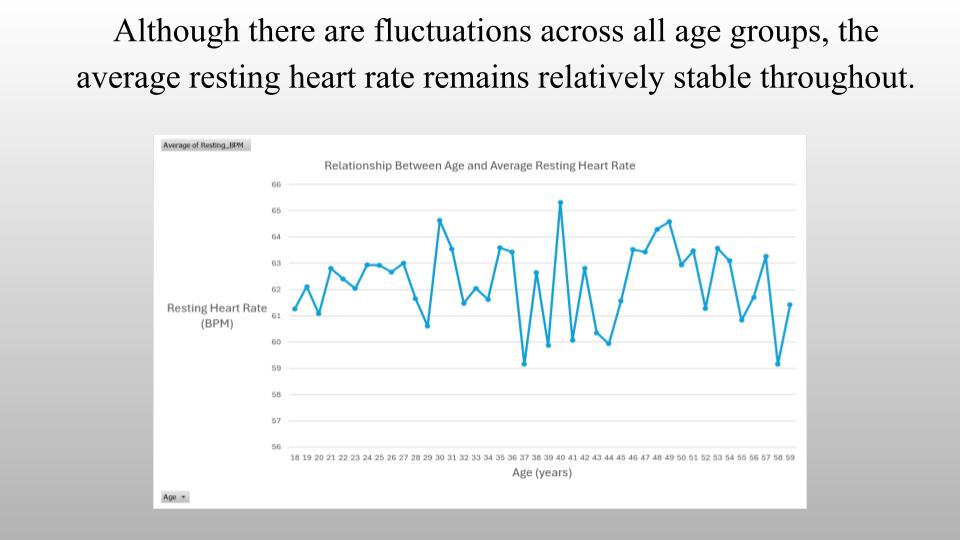 Although there are fluctuations across all age groups, the
average resting heart rate remains relatively stable throughout.
Average of Resting_BPM
Relationship Between Age and Average Resting Heart Rate
66
65
64
63
62
61
60
59
58
57
56
Resting Heart Rate
(BPM)
18 19 20 21 22 23 24 25 26 27 28 29 30 31 32 33 34 35 36 37 38 39 40 41 42 43 44 45 46 47 48 49 50 51 52 53 54 55 56 57 58 59
Age (years)
Age